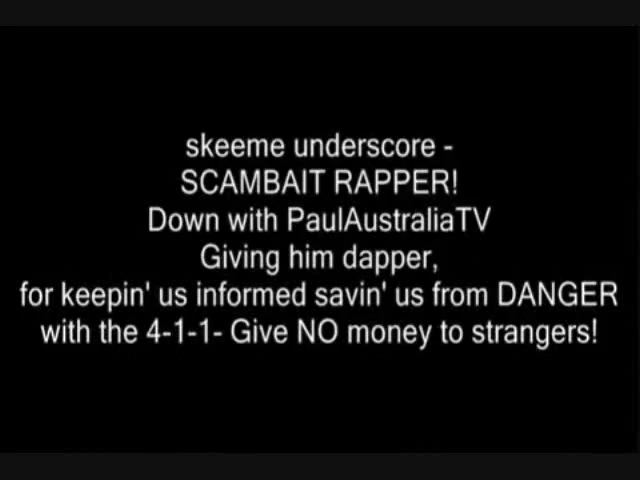 skeeme underscore -
SCAMBAIT RAPPER!
Down with PaulAustraliaTV
Giving him dapper,
for keepin' us informed savin' us from DANGER
with the 4-1-1- Give NO money to strangers!